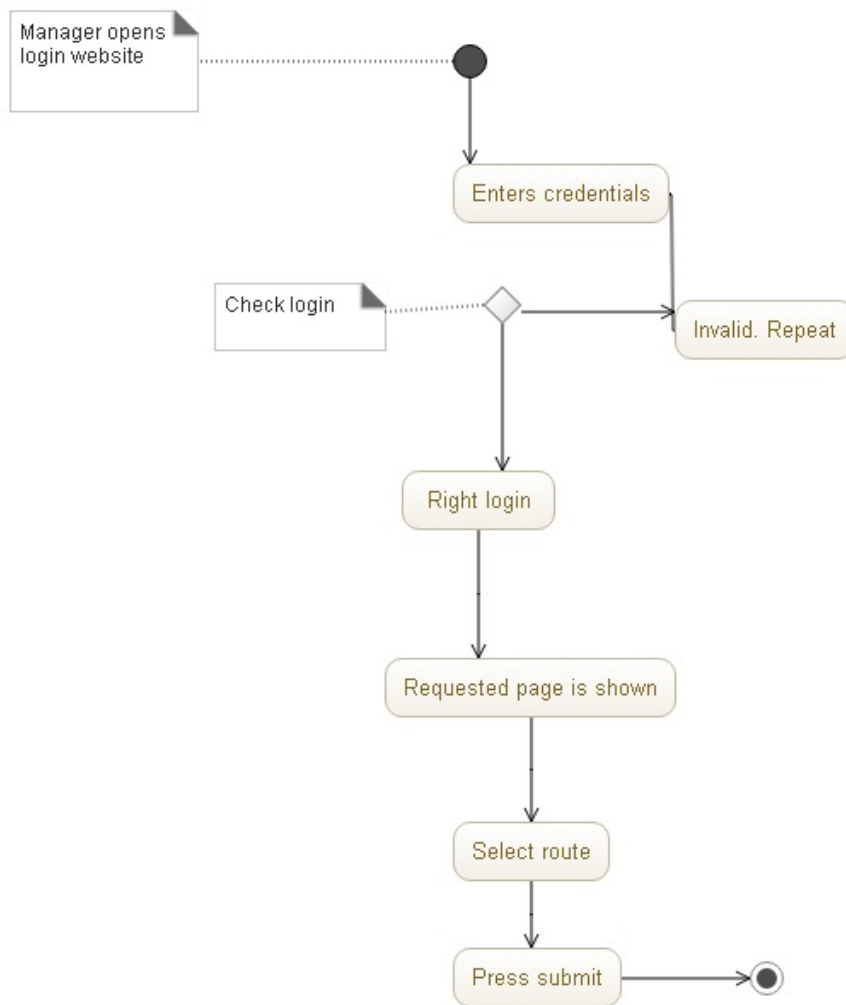 Manager opens
login website
Enters credentials
Check login
Invalid. Repeat
Right login
Requested page is shown
Select route
Press submit